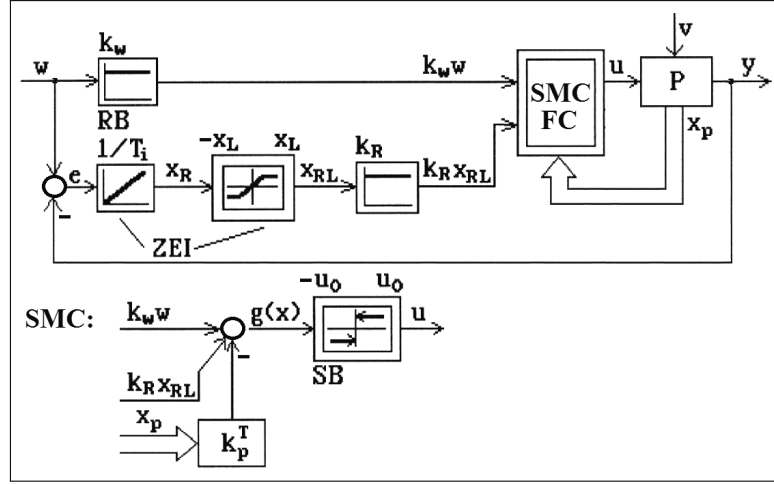 k_w
v
w
k_w w
u
P
y
SMC
FC
RB
x_p
1/T_i
-x_L
x_L
k_R
e
x_R
x_RL
k_R x_RL
-
ZEI
-u_0
u_0
SMC:
k_w w
g(x)
u
-
SB
k_R x_RL
x_p
k_p^T